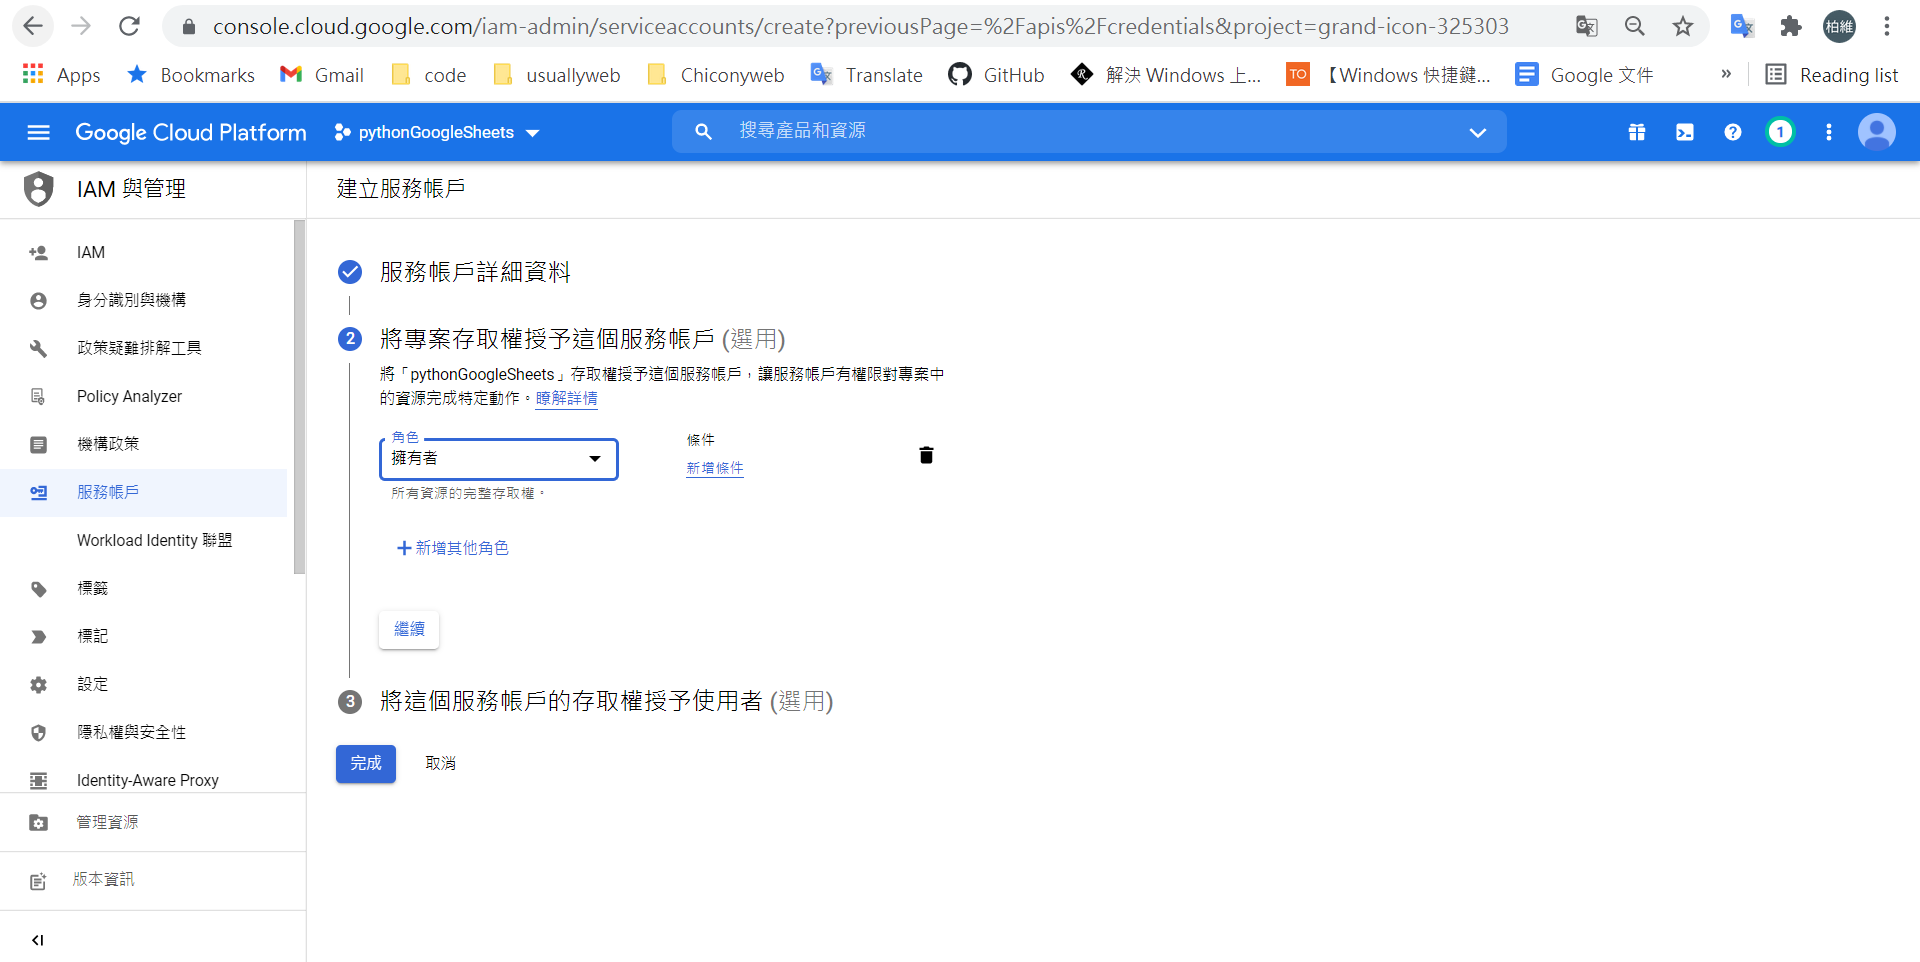 console.cloud.google.com/iam-admin/serviceaccounts/create?previousPage=%2Fapis%2Fcredentials&project=grand-icon-325303
柏維
Apps
Bookmarks
Gmail
code
usuallyweb
Chiconyweb
Translate
GitHub
解決 Windows 上...
TO
【Windows 快捷鍵...
Google 文件
»
Reading list
Google Cloud Platform
pythonGoogleSheets
搜尋產品和資源
1
IAM 與管理
建立服務帳戶
IAM
身分識別與機構
政策疑難排解工具
Policy Analyzer
機構政策
服務帳戶
Workload Identity 聯盟
標籤
標記
設定
隱私權與安全性
Identity-Aware Proxy
管理資源
版本資訊
服務帳戶詳細資料
2 將專案存取權授予這個服務帳戶 (選用)
將「pythonGoogleSheets」存取權授予這個服務帳戶，讓服務帳戶有權限對專案中
的資源完成特定動作。瞭解詳情
角色
擁有者
所有資源的完整存取權。
條件
新增條件
+ 新增其他角色
繼續
3 將這個服務帳戶的存取權授予使用者 (選用)
完成
取消